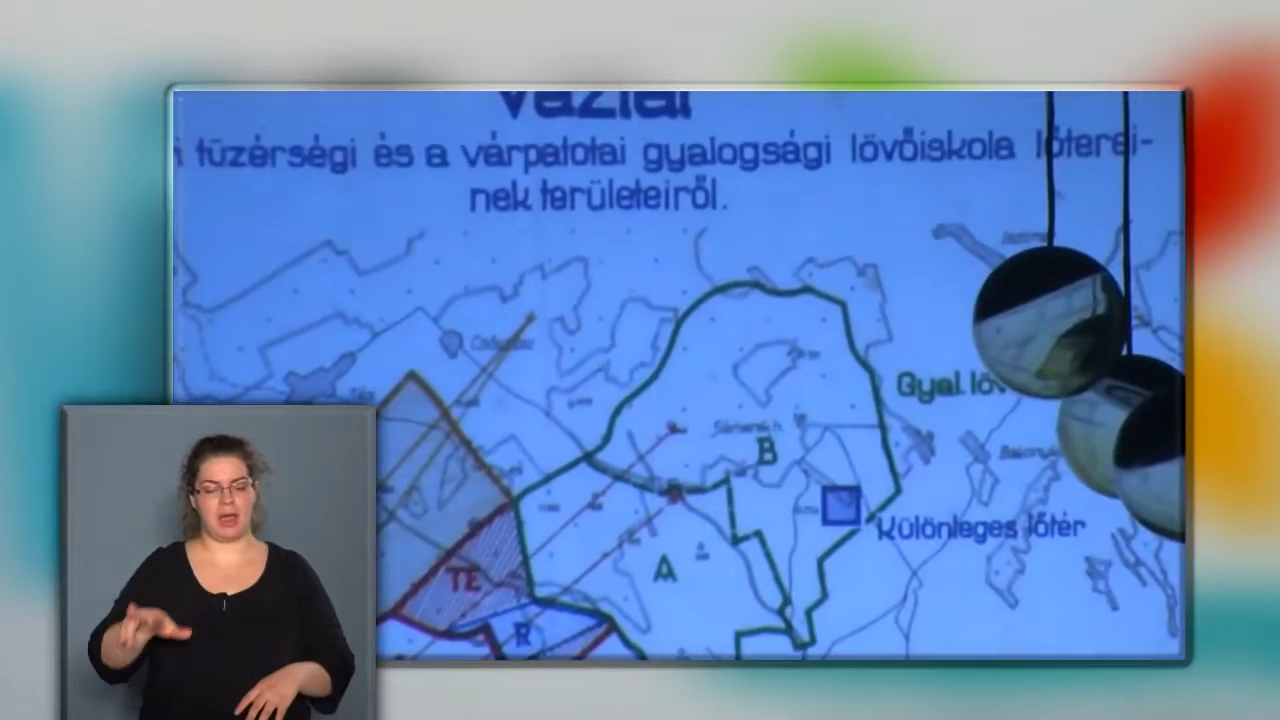 Vázlat
i tüzérségi és a várpalotai gyalogsági lövőiskola lőterei-
nek területeiről.
Gyal. löv
B
Különleges lőtér
A
TE
R